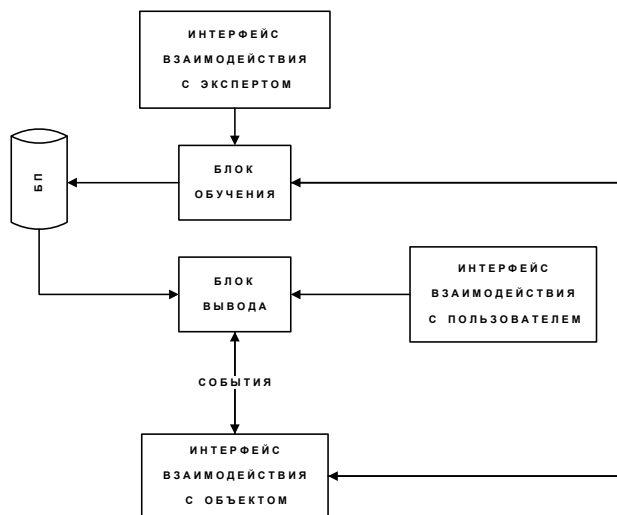 ИНТЕРФЕЙС
ВЗАИМОДЕЙСТВИЯ
С ЭКСПЕРТОМ
БЛОК
ОБУЧЕНИЯ
БП
БЛОК
ВЫВОДА
ИНТЕРФЕЙС
ВЗАИМОДЕЙСТВИЯ
С ПОЛЬЗОВАТЕЛЕМ
СОБЫТИЯ
ИНТЕРФЕЙС
ВЗАИМОДЕЙСТВИЯ
С ОБЪЕКТОМ